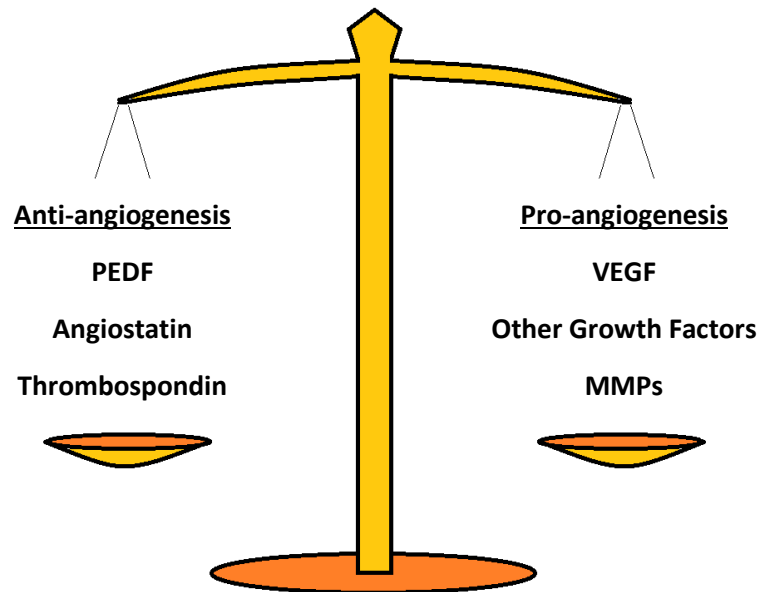 Anti-angiogenesis
PEDF
Angiostatin
Thrombospondin
Pro-angiogenesis
VEGF
Other Growth Factors
MMPs